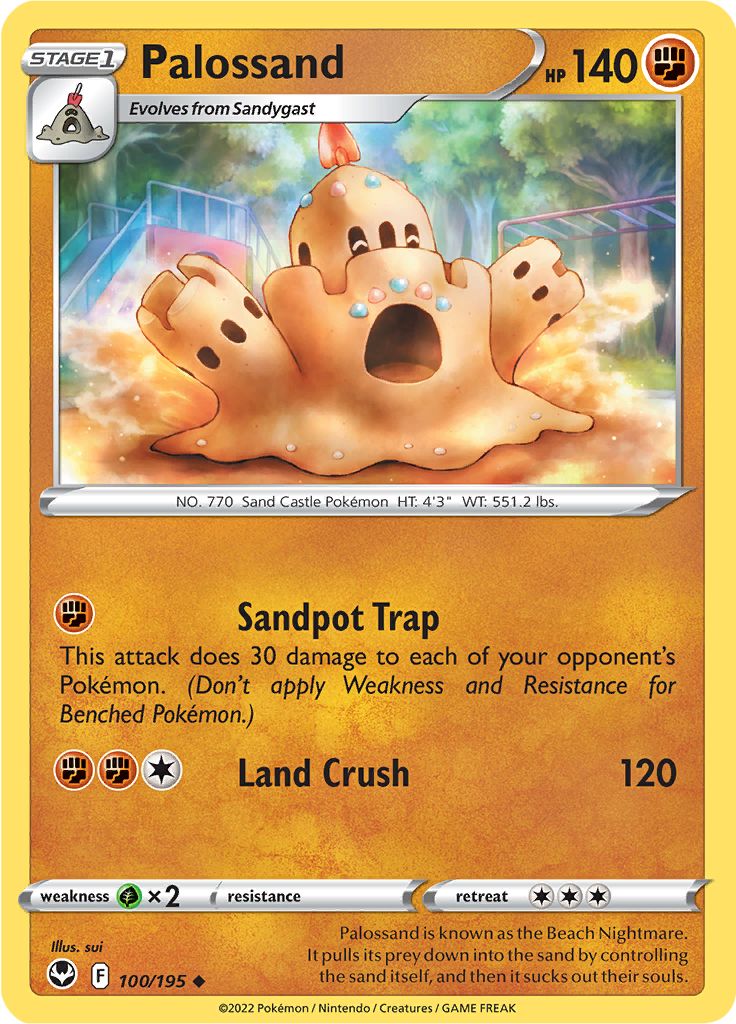 STAGE1
Palossand
HP 140
Evolves from Sandygast
NO. 770 Sand Castle Pokémon HT: 4'3" WT: 551.2 lbs.
Sandpot Trap
This attack does 30 damage to each of your opponent's
Pokémon. (Don't apply Weakness and Resistance for
Benched Pokémon.)
Land Crush 120
weakness ×2 resistance retreat
Illus. sui
Palossand is known as the Beach Nightmare.
It pulls its prey down into the sand by controlling
the sand itself, and then it sucks out their souls.
F 100/195
©2022 Pokémon / Nintendo / Creatures / GAME FREAK